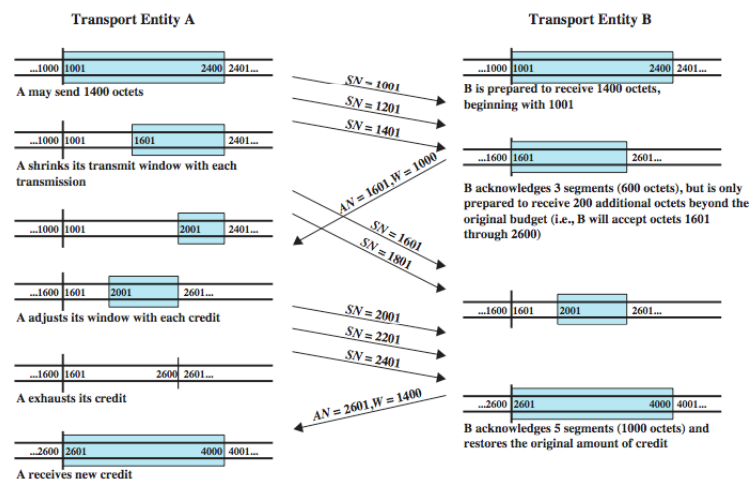 Transport Entity A
Transport Entity B
...1000 1001 2400 2401...
A may send 1400 octets
SN = 1001
SN = 1201
SN = 1401
...1000 1001 2400 2401...
B is prepared to receive 1400 octets,
beginning with 1001
...1000 1001 1601 2401...
A shrinks its transmit window with each
transmission
AN = 1601,W = 1000
...1600 1601 2601...
B acknowledges 3 segments (600 octets), but is only
prepared to receive 200 additional octets beyond the
original budget (i.e., B will accept octets 1601
through 2600)
...1000 1001 2001 2401...
SN = 1601
SN = 1801
...1600 1601 2001 2601...
A adjusts its window with each credit
SN = 2001
SN = 2201
SN = 2401
...1600 1601 2001 2601...
...1600 1601 2600 2601...
A exhausts its credit
AN = 2601,W = 1400
...2600 2601 4000 4001...
B acknowledges 5 segments (1000 octets) and
restores the original amount of credit
...2600 2601 4000 4001...
A receives new credit